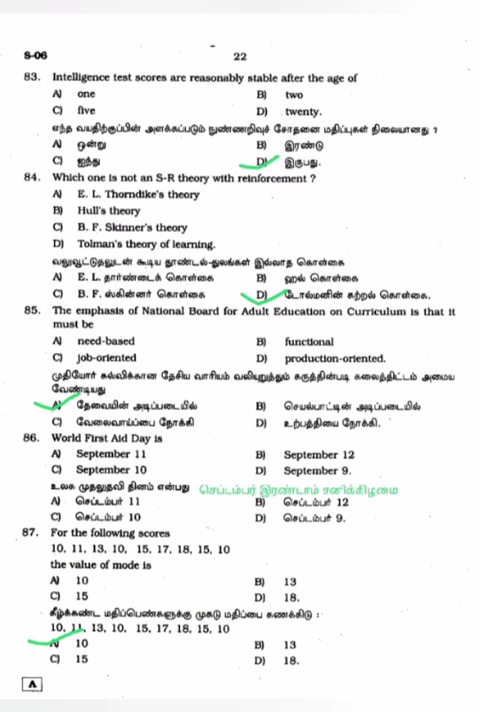 S-06
22
83. Intelligence test scores are reasonably stable after the age of
A) one B) two
C) five D) twenty.
எந்த வயதிற்குப்பின் அளக்கப்படும் நுண்ணறிவுச் சோதனை மதிப்புகள் நிலையானது ?
A) ஒன்று B) இரண்டு
C) ஐந்து D) இருபது.
84. Which one is not an S-R theory with reinforcement ?
A) E. L. Thorndike's theory
B) Hull's theory
C) B. F. Skinner's theory
D) Tolman's theory of learning.
வலுவூட்டுதலுடன் கூடிய தூண்டல்-துலங்கள் இல்லாத கொள்கை
A) E. L. தார்ண்டைக் கொள்கை B) ஹல் கொள்கை
C) B. F. ஸ்கின்னர் கொள்கை D) டோல்மனின் கற்றல் கொள்கை.
85. The emphasis of National Board for Adult Education on Curriculum is that it
must be
A) need-based B) functional
C) job-oriented D) production-oriented.
முதியோர் கல்விக்கான தேசிய வாரியம் வலியுறுத்தும் கருத்தின்படி கலைத்திட்டம் அமைய
வேண்டியது
A) தேவையின் அடிப்படையில் B) செயல்பாட்டின் அடிப்படையில்
C) வேலைவாய்ப்பை நோக்கி D) உற்பத்தியை நோக்கி.
86. World First Aid Day is
A) September 11 B) September 12
C) September 10 D) September 9.
உலக முதலுதவி தினம் என்பது செப்டம்பர் இரண்டாம் சனிக்கிழமை
A) செப்டம்பர் 11 B) செப்டம்பர் 12
C) செப்டம்பர் 10 D) செப்டம்பர் 9.
87. For the following scores
10, 11, 13, 10, 15, 17, 18, 15, 10
the value of mode is
A) 10 B) 13
C) 15 D) 18.
கீழ்க்கண்ட மதிப்பெண்களுக்கு முகடு மதிப்பை கணக்கிடு :
10, 11, 13, 10, 15, 17, 18, 15, 10
A) 10 B) 13
C) 15 D) 18.
A